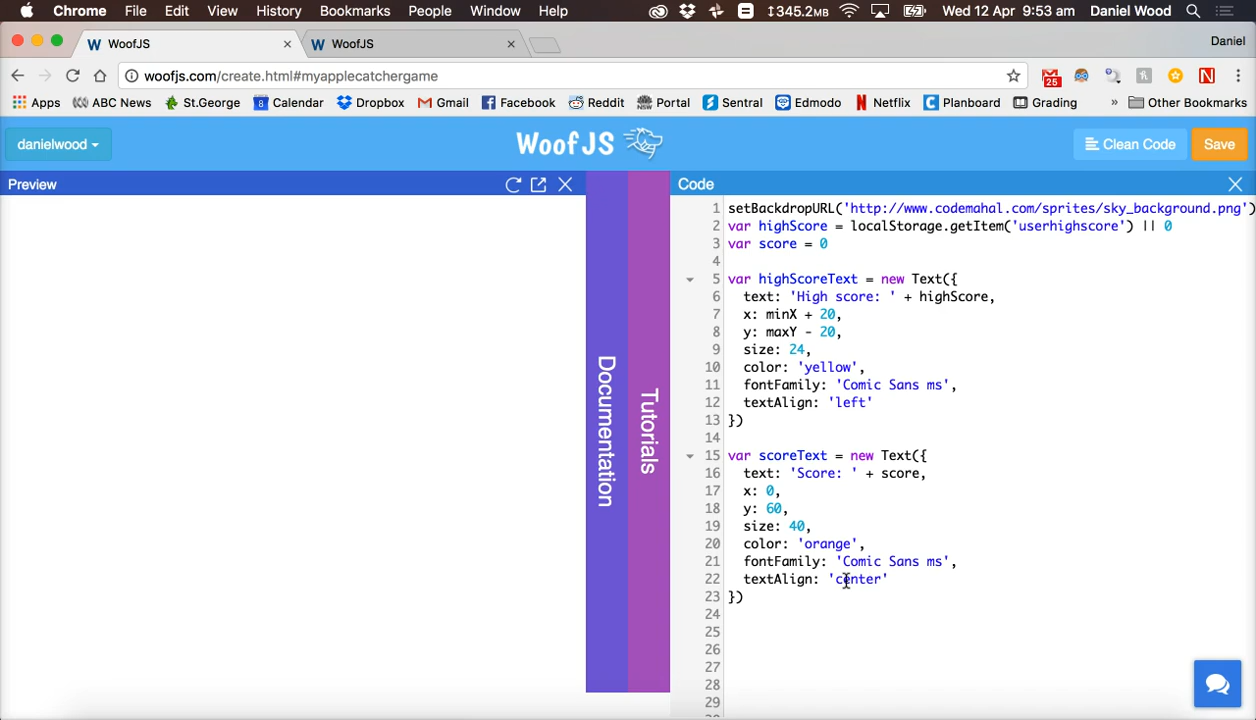 Chrome File Edit View History Bookmarks People Window Help ↕345.2MB Wed 12 Apr 9:53 am Daniel Wood
W WoofJS × W WoofJS × Daniel
woofjs.com/create.html#myapplecatchergame 25 N
Apps ABC News St.George 8 Calendar Dropbox Gmail Facebook Reddit Portal Sentral Edmodo Netflix Planboard Grading » Other Bookmarks
danielwood WoofJS Clean Code Save
Preview Code
Documentation
Tutorials
1 setBackdropURL('http://www.codemahal.com/sprites/sky_background.png')
2 var highScore = localStorage.getItem('userhighscore') || 0
3 var score = 0
4
5 var highScoreText = new Text({
6 text: 'High score: ' + highScore,
7 x: minX + 20,
8 y: maxY - 20,
9 size: 24,
10 color: 'yellow',
11 fontFamily: 'Comic Sans ms',
12 textAlign: 'left'
13 })
14
15 var scoreText = new Text({
16 text: 'Score: ' + score,
17 x: 0,
18 y: 60,
19 size: 40,
20 color: 'orange',
21 fontFamily: 'Comic Sans ms',
22 textAlign: 'center'
23 })
24
25
26
27
28
29